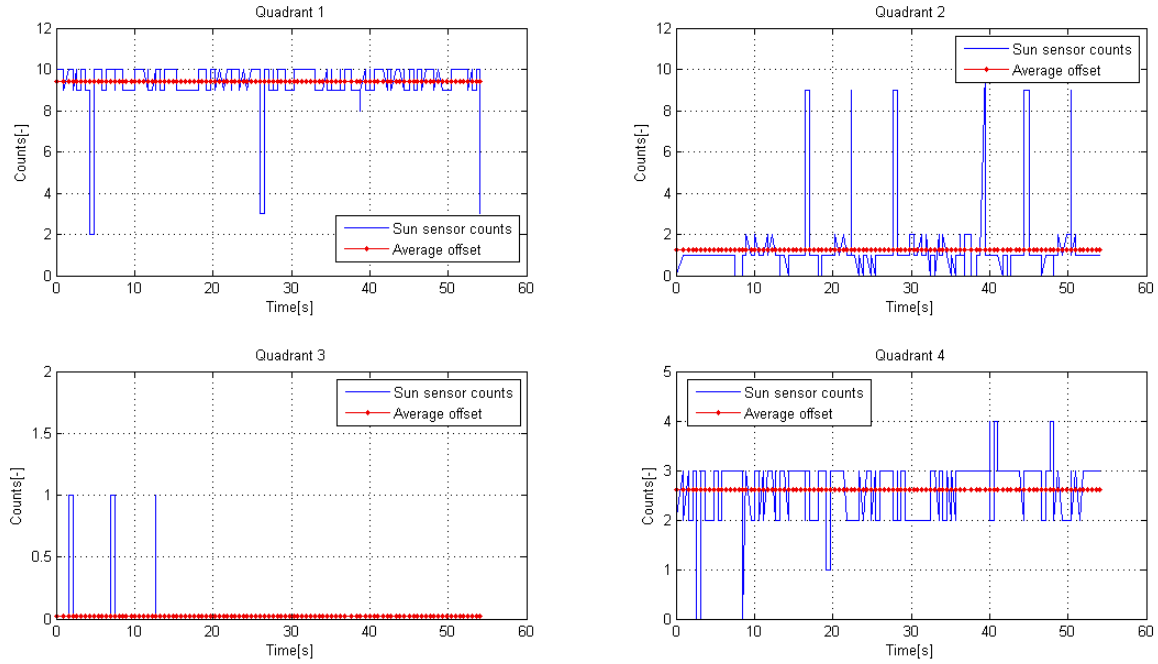 Quadrant 1
12
10
8
6
4
2
0
Counts[-]
Sun sensor counts
Average offset
0 10 20 30 40 50 60
Time[s]
Quadrant 2
12
10
8
6
4
2
0
Counts[-]
Sun sensor counts
Average offset
0 10 20 30 40 50 60
Time[s]
Quadrant 3
2
1.5
1
0.5
0
Counts[-]
Sun sensor counts
Average offset
0 10 20 30 40 50 60
Time[s]
Quadrant 4
5
4
3
2
1
0
Counts[-]
Sun sensor counts
Average offset
0 10 20 30 40 50 60
Time[s]